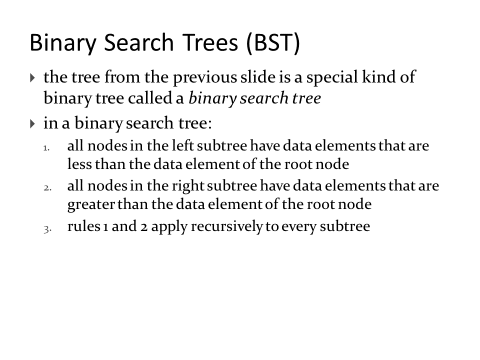 Binary Search Trees (BST)
the tree from the previous slide is a special kind of
binary tree called a binary search tree
in a binary search tree:
1. all nodes in the left subtree have data elements that are
less than the data element of the root node
2. all nodes in the right subtree have data elements that are
greater than the data element of the root node
3. rules 1 and 2 apply recursively to every subtree